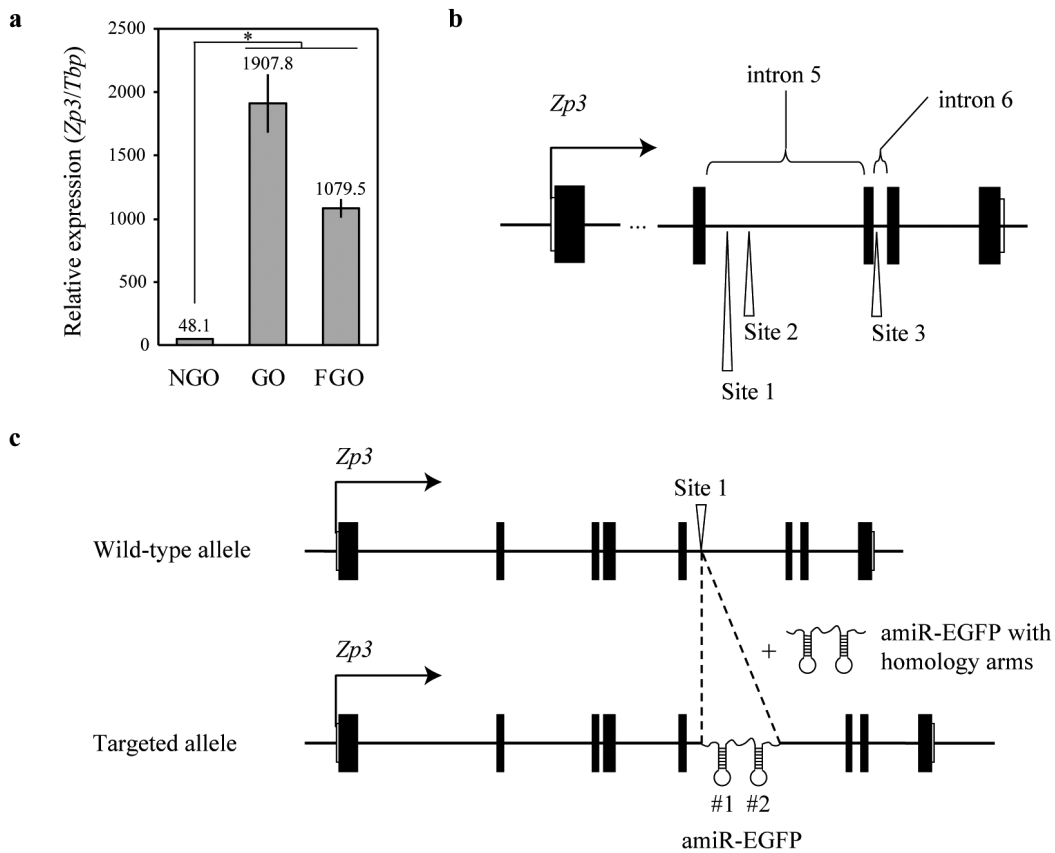 a
Relative expression (Zp3/Tbp)
2500
2000
1500
1000
500
0
*
1907.8
1079.5
48.1
NGO GO FGO
b
intron 5
intron 6
Zp3
...
Site 2
Site 3
Site 1
c
Zp3
Site 1
Wild-type allele
+ amiR-EGFP with
homology arms
Zp3
Targeted allele
#1 #2
amiR-EGFP